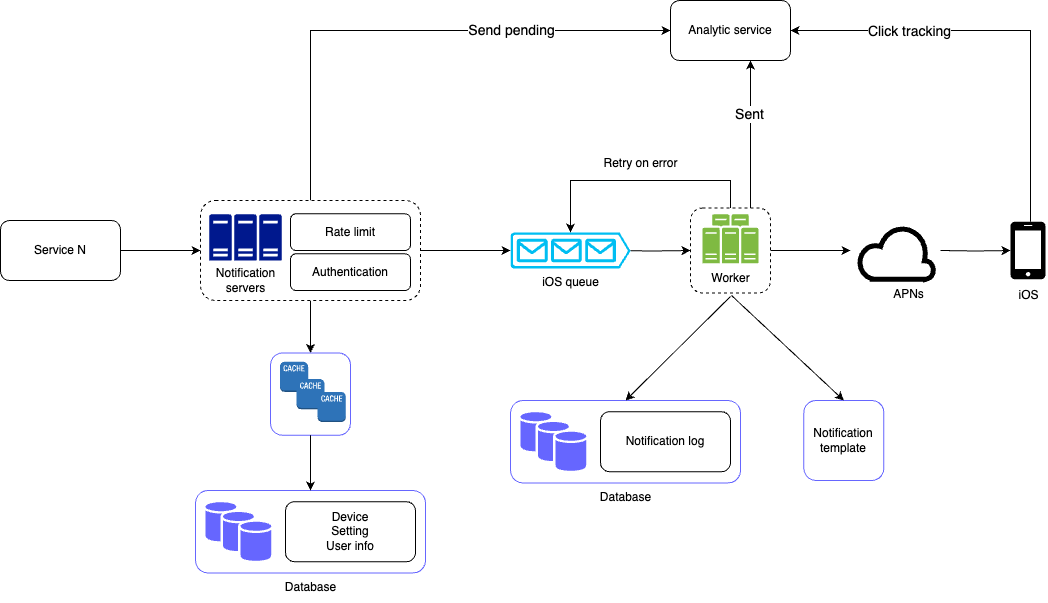 Send pending
Analytic service
Click tracking
Sent
Retry on error
Service N
Notification
servers
Rate limit
Authentication
iOS queue
Worker
APNs
iOS
CACHE
CACHE
CACHE
Notification log
Database
Notification
template
Device
Setting
User info
Database